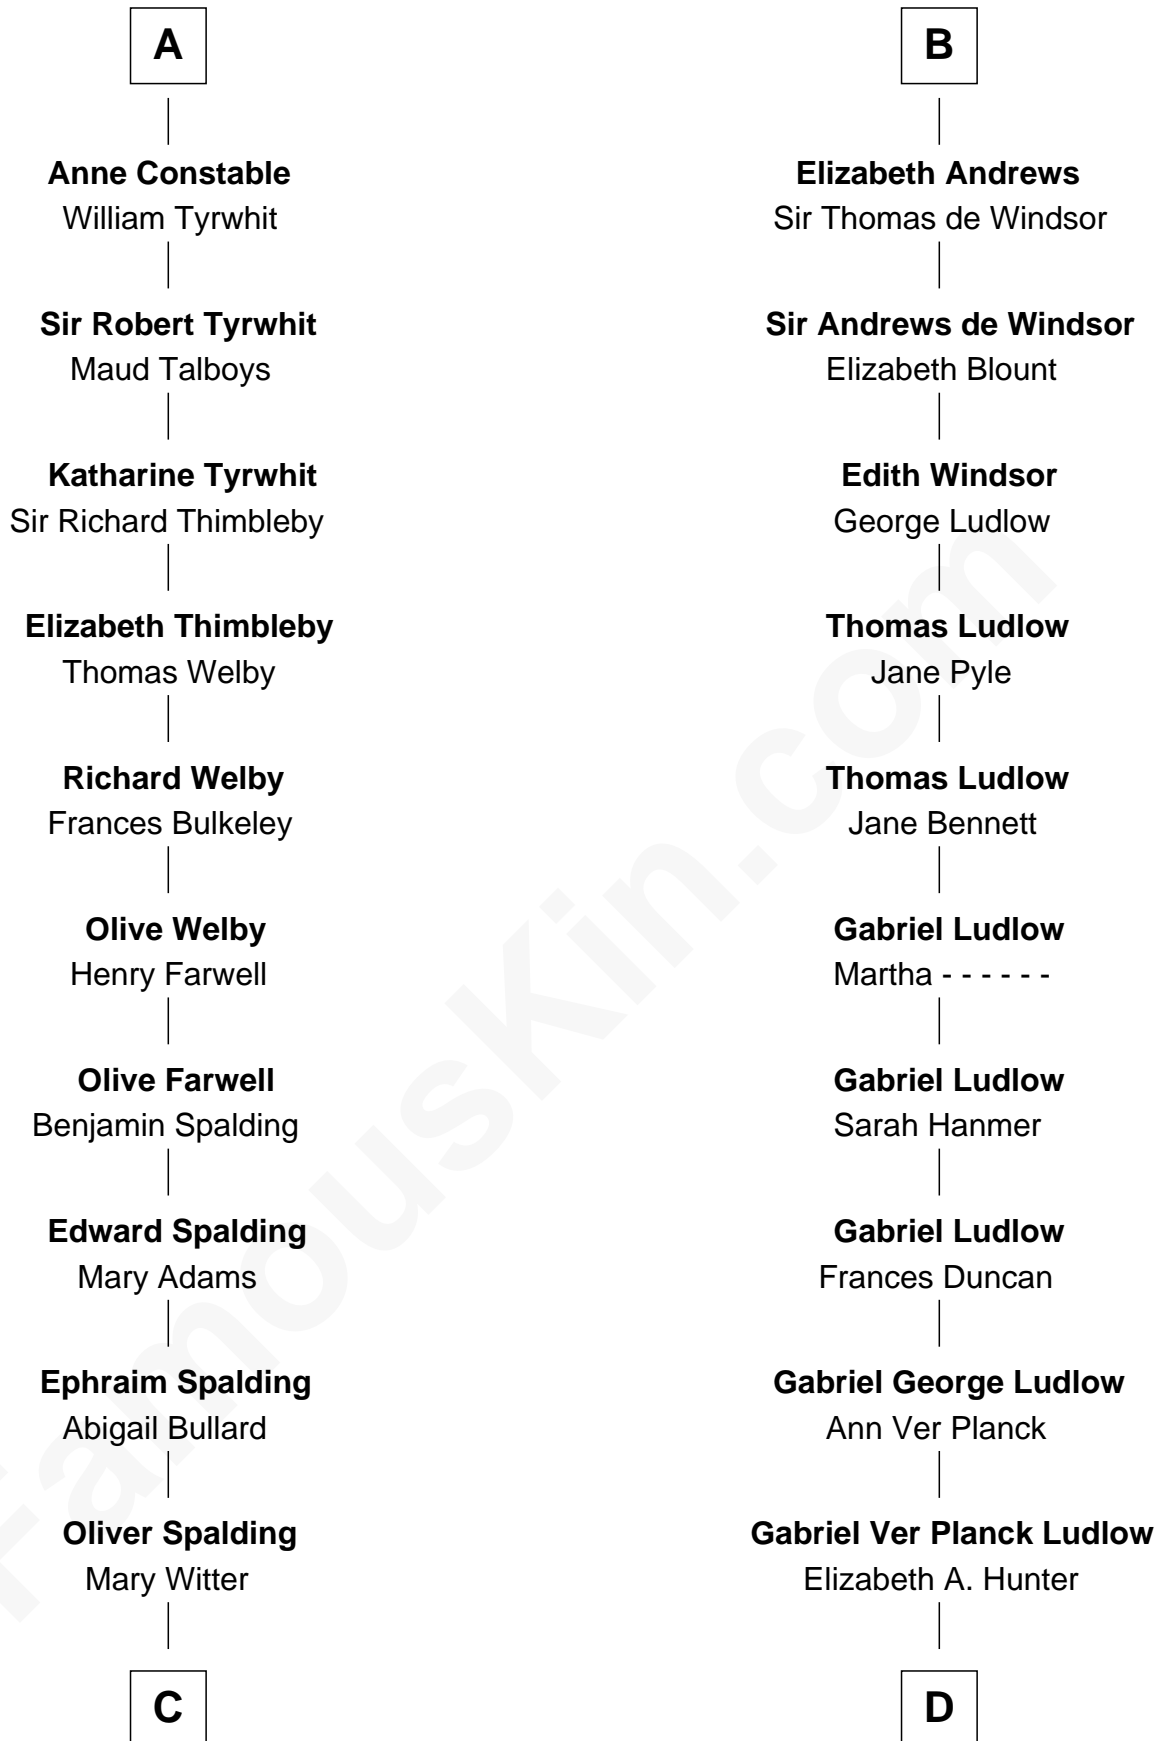 A
Anne Constable
William Tyrwhit
Sir Robert Tyrwhit
Maud Talboys
Katharine Tyrwhit
Sir Richard Thimbleby
Elizabeth Thimbleby
Thomas Welby
Richard Welby
Frances Bulkeley
Olive Welby
Henry Farwell
Olive Farwell
Benjamin Spalding
Edward Spalding
Mary Adams
Ephraim Spalding
Abigail Bullard
Oliver Spalding
Mary Witter
C
B
Elizabeth Andrews
Sir Thomas de Windsor
Sir Andrews de Windsor
Elizabeth Blount
Edith Windsor
George Ludlow
Thomas Ludlow
Jane Pyle
Thomas Ludlow
Jane Bennett
Gabriel Ludlow
Martha - - - - - -
Gabriel Ludlow
Sarah Hanmer
Gabriel Ludlow
Frances Duncan
Gabriel George Ludlow
Ann Ver Planck
Gabriel Ver Planck Ludlow
Elizabeth A. Hunter
D
FamousKin.com